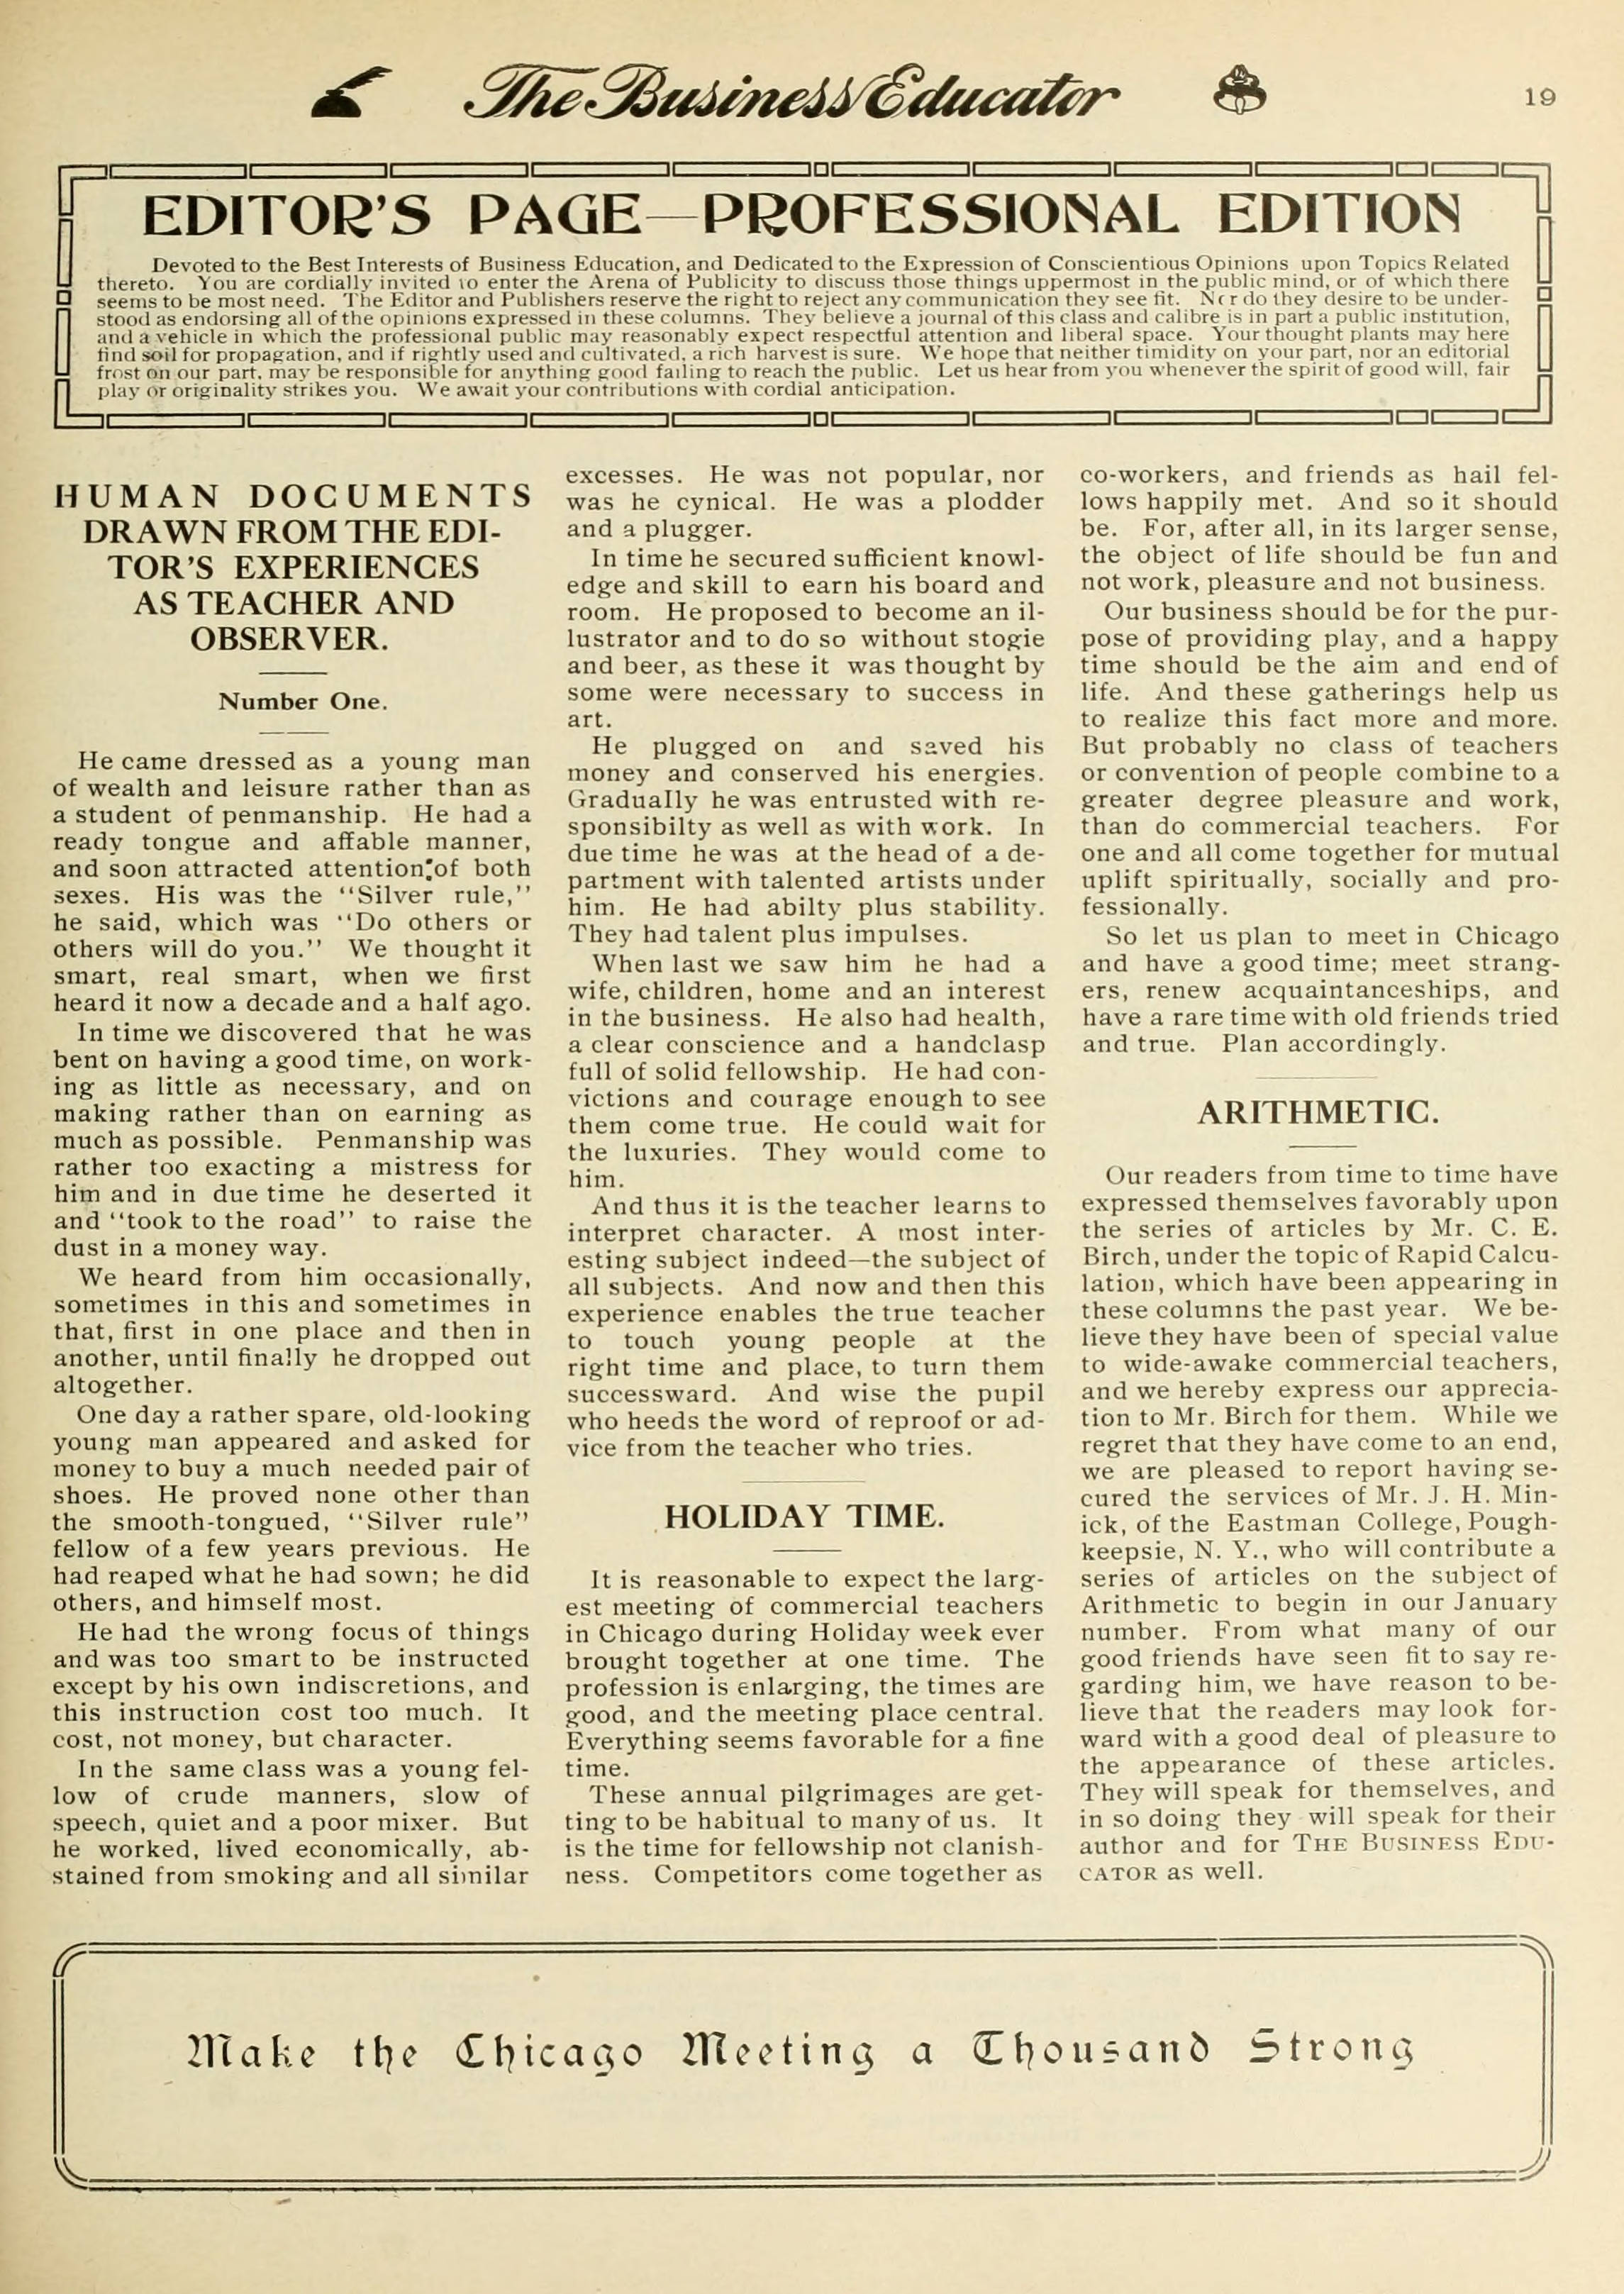 The Business Educator
19
EDITOR'S PAGE—PROFESSIONAL EDITION
Devoted to the Best Interests of Business Education, and Dedicated to the Expression of Conscientious Opinions upon Topics Related
thereto. You are cordially invited to enter the Arena of Publicity to discuss those things uppermost in the public mind, or of which there
seems to be most need. The Editor and Publishers reserve the right to reject any communication they see fit. Nor do they desire to be under-
stood as endorsing all of the opinions expressed in these columns. They believe a journal of this class and calibre is in part a public institution,
and a vehicle in which the professional public may reasonably expect respectful attention and liberal space. Your thought plants may here
find soil for propagation, and if rightly used and cultivated, a rich harvest is sure. We hope that neither timidity on your part, nor an editorial
frost on our part, may be responsible for anything good failing to reach the public. Let us hear from you whenever the spirit of good will, fair
play or originality strikes you. We await your contributions with cordial anticipation.
HUMAN DOCUMENTS
DRAWN FROM THE EDI-
TOR'S EXPERIENCES
AS TEACHER AND
OBSERVER.
Number One.
He came dressed as a young man
of wealth and leisure rather than as
a student of penmanship. He had a
ready tongue and affable manner,
and soon attracted attention of both
sexes. His was the "Silver rule,"
he said, which was "Do others or
others will do you." We thought it
smart, real smart, when we first
heard it now a decade and a half ago.
In time we discovered that he was
bent on having a good time, on work-
ing as little as necessary, and on
making rather than on earning as
much as possible. Penmanship was
rather too exacting a mistress for
him and in due time he deserted it
and "took to the road" to raise the
dust in a money way.
We heard from him occasionally,
sometimes in this and sometimes in
that, first in one place and then in
another, until finally he dropped out
altogether.
One day a rather spare, old-looking
young man appeared and asked for
money to buy a much needed pair of
shoes. He proved none other than
the smooth-tongued, "Silver rule"
fellow of a few years previous. He
had reaped what he had sown; he did
others, and himself most.
He had the wrong focus of things
and was too smart to be instructed
except by his own indiscretions, and
this instruction cost too much. It
cost, not money, but character.
In the same class was a young fel-
low of crude manners, slow of
speech, quiet and a poor mixer. But
he worked, lived economically, ab-
stained from smoking and all similar
excesses. He was not popular, nor
was he cynical. He was a plodder
and a plugger.
In time he secured sufficient knowl-
edge and skill to earn his board and
room. He proposed to become an il-
lustrator and to do so without stogie
and beer, as these it was thought by
some were necessary to success in
art.
He plugged on and saved his
money and conserved his energies.
Gradually he was entrusted with re-
sponsibilty as well as with work. In
due time he was at the head of a de-
partment with talented artists under
him. He had abilty plus stability.
They had talent plus impulses.
When last we saw him he had a
wife, children, home and an interest
in the business. He also had health,
a clear conscience and a handclasp
full of solid fellowship. He had con-
victions and courage enough to see
them come true. He could wait for
the luxuries. They would come to
him.
And thus it is the teacher learns to
interpret character. A most inter-
esting subject indeed—the subject of
all subjects. And now and then this
experience enables the true teacher
to touch young people at the
right time and place, to turn them
successward. And wise the pupil
who heeds the word of reproof or ad-
vice from the teacher who tries.
HOLIDAY TIME.
It is reasonable to expect the larg-
est meeting of commercial teachers
in Chicago during Holiday week ever
brought together at one time. The
profession is enlarging, the times are
good, and the meeting place central.
Everything seems favorable for a fine
time.
These annual pilgrimages are get-
ting to be habitual to many of us. It
is the time for fellowship not clanish-
ness. Competitors come together as
co-workers, and friends as hail fel-
lows happily met. And so it should
be. For, after all, in its larger sense,
the object of life should be fun and
not work, pleasure and not business.
Our business should be for the pur-
pose of providing play, and a happy
time should be the aim and end of
life. And these gatherings help us
to realize this fact more and more.
But probably no class of teachers
or convention of people combine to a
greater degree pleasure and work,
than do commercial teachers. For
one and all come together for mutual
uplift spiritually, socially and pro-
fessionally.
So let us plan to meet in Chicago
and have a good time; meet strang-
ers, renew acquaintanceships, and
have a rare time with old friends tried
and true. Plan accordingly.
ARITHMETIC.
Our readers from time to time have
expressed themselves favorably upon
the series of articles by Mr. C. E.
Birch, under the topic of Rapid Calcu-
lation, which have been appearing in
these columns the past year. We be-
lieve they have been of special value
to wide-awake commercial teachers,
and we hereby express our apprecia-
tion to Mr. Birch for them. While we
regret that they have come to an end,
we are pleased to report having se-
cured the services of Mr. J. H. Min-
ick, of the Eastman College, Pough-
keepsie, N. Y., who will contribute a
series of articles on the subject of
Arithmetic to begin in our January
number. From what many of our
good friends have seen fit to say re-
garding him, we have reason to be-
lieve that the readers may look for-
ward with a good deal of pleasure to
the appearance of these articles.
They will speak for themselves, and
in so doing they will speak for their
author and for THE BUSINESS EDU-
CATOR as well.
Make the Chicago Meeting a Thousand Strong